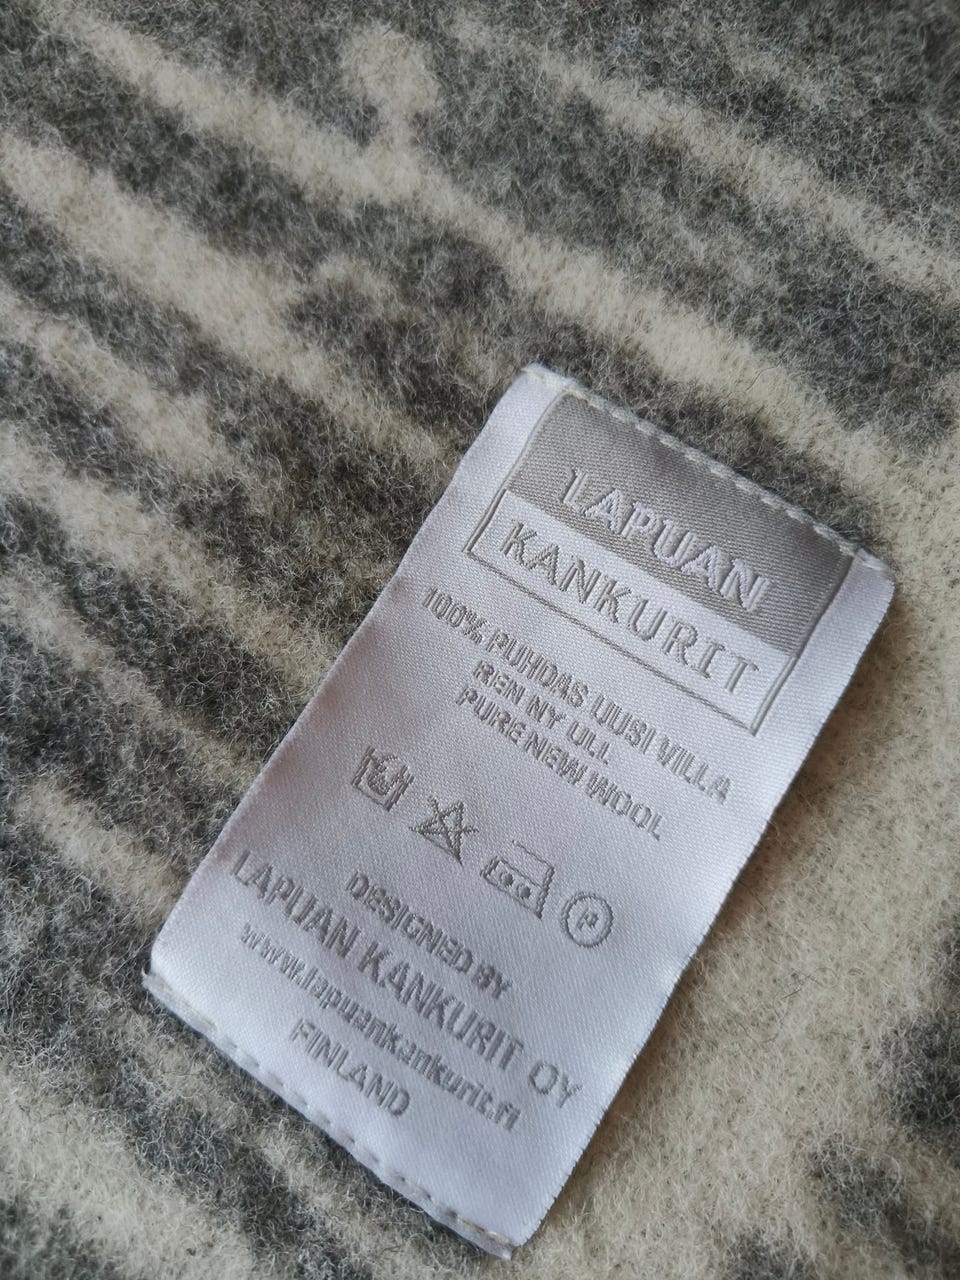 LAPUAN
KANKURIT
100% PUHDAS UUSI VILLA
REN NY ULL
PURE NEW WOOL
P
DESIGNED BY
LAPUAN KANKURIT OY
www.lapuankankurit.fi
FINLAND